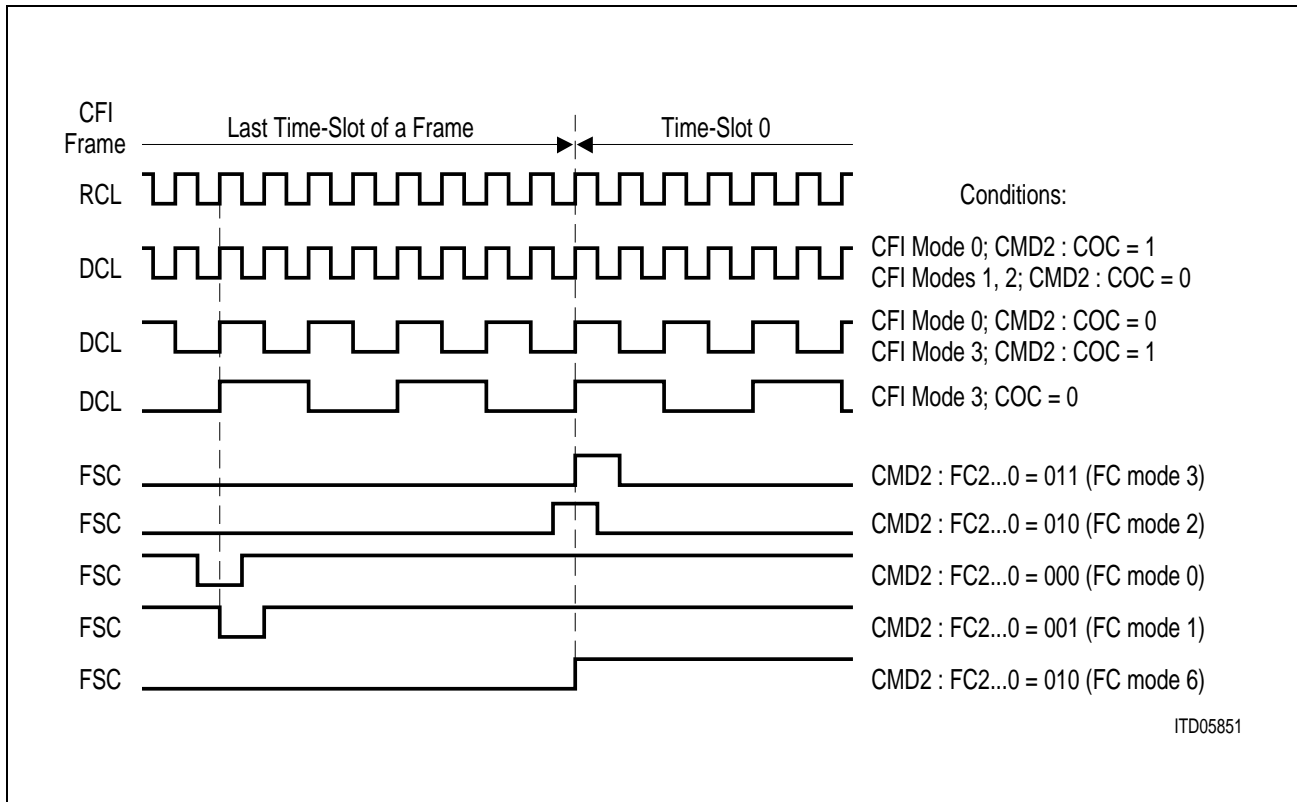 CFI
Frame
Last Time-Slot of a Frame
Time-Slot 0
RCL
Conditions:
DCL
CFI Mode 0; CMD2 : COC = 1
CFI Modes 1, 2; CMD2 : COC = 0
DCL
CFI Mode 0; CMD2 : COC = 0
CFI Mode 3; CMD2 : COC = 1
DCL
CFI Mode 3; COC = 0
FSC
CMD2 : FC2...0 = 011 (FC mode 3)
FSC
CMD2 : FC2...0 = 010 (FC mode 2)
FSC
CMD2 : FC2...0 = 000 (FC mode 0)
FSC
CMD2 : FC2...0 = 001 (FC mode 1)
FSC
CMD2 : FC2...0 = 010 (FC mode 6)
ITD05851